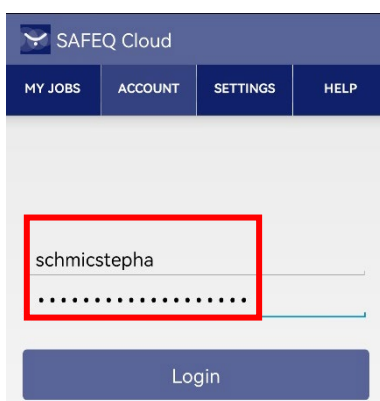 SAFEQ Cloud
MY JOBS ACCOUNT SETTINGS HELP
schmicstepha
••••••••••••••••••••
Login